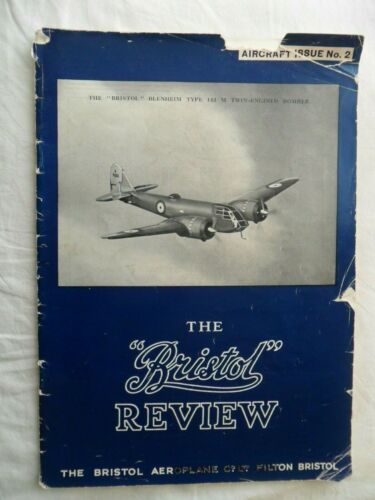 AIRCRAFT ISSUE No. 2
THE "BRISTOL" BLENHEIM TYPE 142 M TWIN-ENGINED BOMBER.
THE
"Bristol"
REVIEW
THE BRISTOL AEROPLANE CO. LTD FILTON BRISTOL